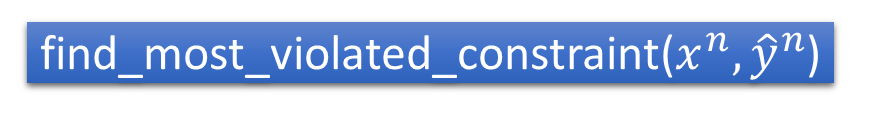 find_most_violated_constraint(xⁿ, ŷⁿ)